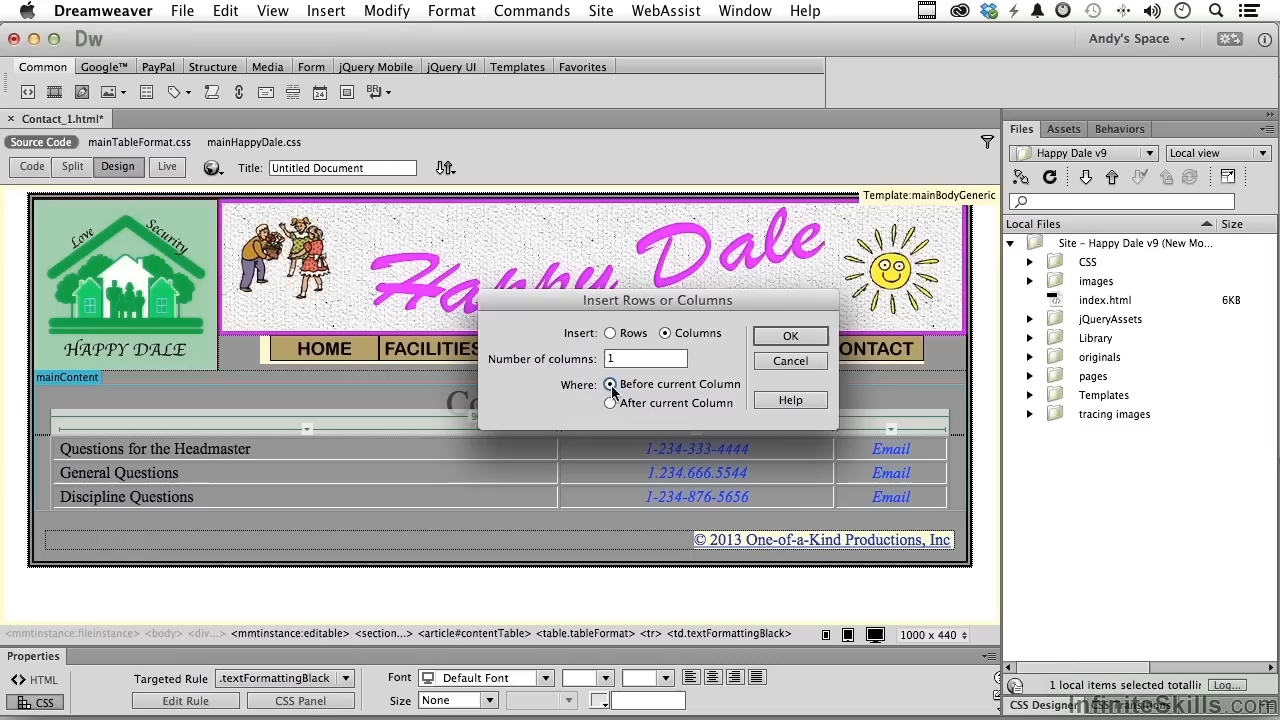 Dreamweaver File Edit View Insert Modify Format Commands Site WebAssist Window Help
Dw Andy's Space
Common Google™ PayPal Structure Media Form jQuery Mobile jQuery UI Templates Favorites
BR
Contact_1.html*
Source Code mainTableFormat.css mainHappyDale.css
Code Split Design Live Title: Untitled Document
Template:mainBodyGeneric
Love Security
Happy Dale
HAPPY DALE
HOME FACILITIES ONTACT
mainContent
Insert Rows or Columns
Insert: Rows Columns OK
Number of columns: 1 Cancel
Where: Before current Column
After current Column Help
Questions for the Headmaster 1-234-333-4444 Email
General Questions 1.234.666.5544 Email
Discipline Questions 1-234-876-5656 Email
© 2013 One-of-a-Kind Productions, Inc
<mmtinstance:fileinstance> <body> <div...> <mmtinstance:editable> <section...> <article#contentTable> <table.tableFormat> <tr> <td.textFormattingBlack> 1000 x 440
Properties
HTML Targeted Rule .textFormattingBlack Font Default Font
CSS Edit Rule CSS Panel Size None
Files Assets Behaviors
Happy Dale v9 Local view
Local Files Size
Site - Happy Dale v9 (New Mo...
CSS
images
index.html 6KB
jQueryAssets
Library
originals
pages
Templates
tracing images
1 local items selected totalli Log...
CSS Designer CSS Transitions
InfiniteSkills.com